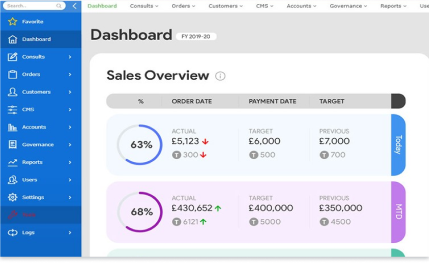 Search..
Dashboard Consults Orders Customers CMS Accounts Governance Reports Use
Favorite
Dashboard
Consults
Orders
Customers
CMS
Accounts
Governance
Reports
Users
Settings
Logs
Dashboard FY 2019-20
Sales Overview
% ORDER DATE PAYMENT DATE TARGET
63%
ACTUAL TARGET PREVIOUS
£5,123 £6,000 £7,000
T 300 T 500 T 700
Today
68%
ACTUAL TARGET PREVIOUS
£430,652 £400,000 £350,000
T 6121 T 5000 T 4500
MTD